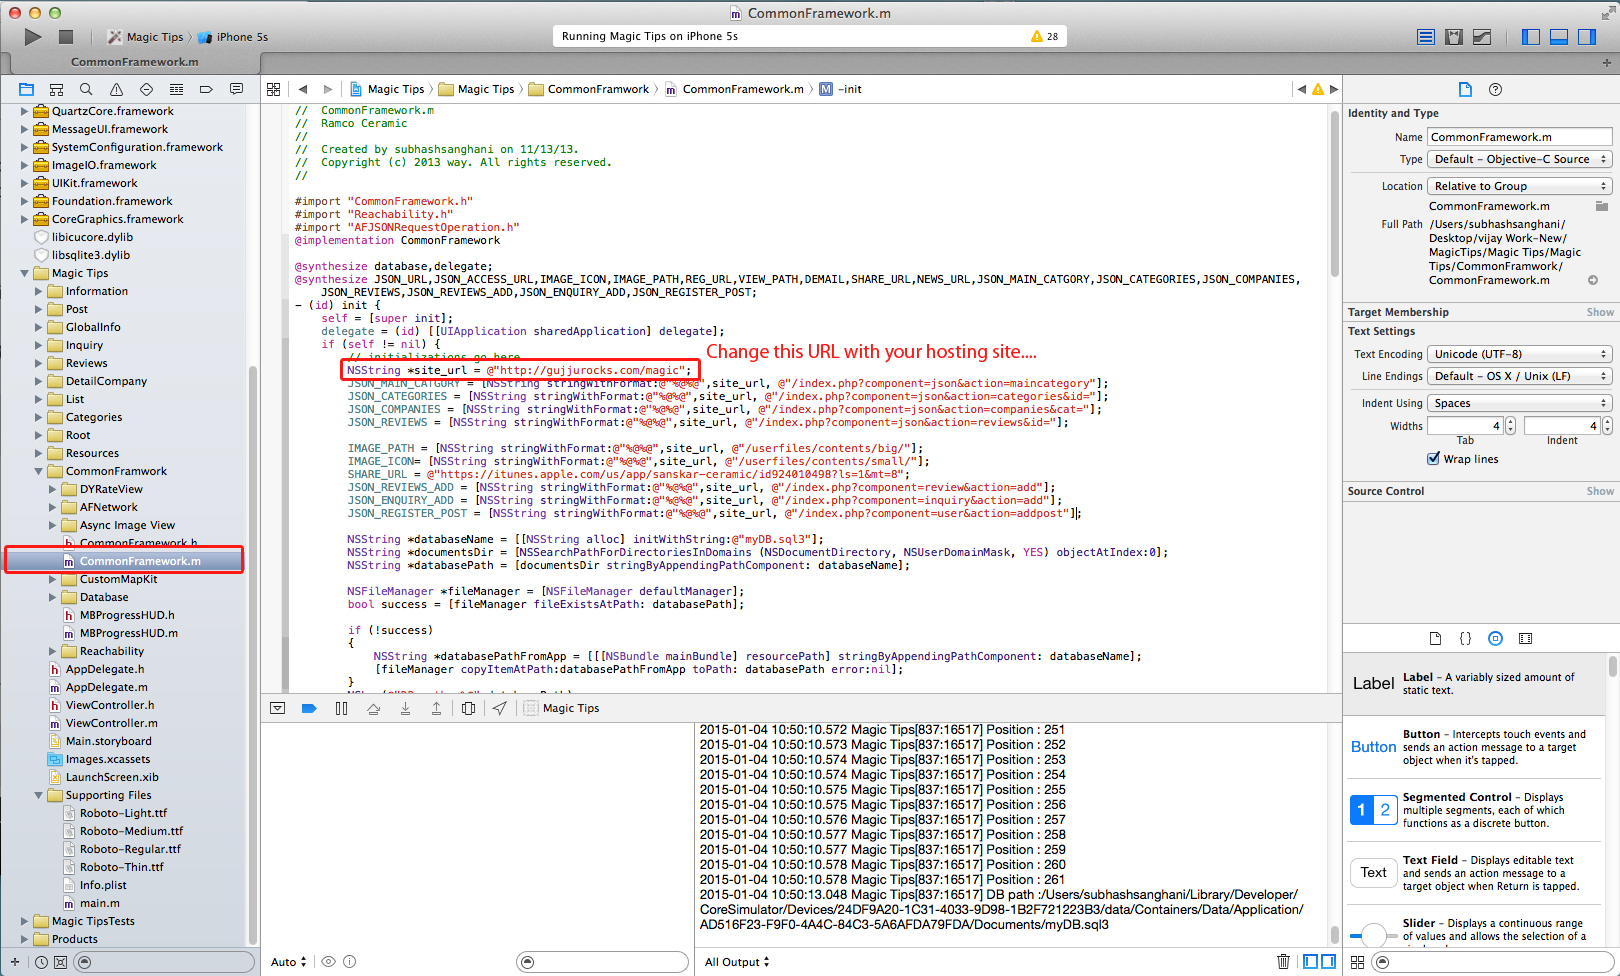 CommonFramework.m
Magic Tips
iPhone 5s
Running Magic Tips on iPhone 5s
28
CommonFramework.m
Magic Tips
Magic Tips
CommonFramwork
CommonFramework.m
-init
QuartzCore.framework
MessageUI.framework
SystemConfiguration.framework
ImageIO.framework
UIKit.framework
Foundation.framework
CoreGraphics.framework
libicucore.dylib
libsqlite3.dylib
Magic Tips
Information
Post
GlobalInfo
Inquiry
Reviews
DetailCompany
List
Categories
Root
Resources
CommonFramwork
DYRateView
AFNetwork
Async Image View
CommonFramework.h
CommonFramework.m
CustomMapKit
Database
MBProgressHUD.h
MBProgressHUD.m
Reachability
AppDelegate.h
AppDelegate.m
ViewController.h
ViewController.m
Main.storyboard
Images.xcassets
LaunchScreen.xib
Supporting Files
Roboto-Light.ttf
Roboto-Medium.ttf
Roboto-Regular.ttf
Roboto-Thin.ttf
Info.plist
main.m
Magic TipsTests
Products
//  CommonFramework.m
//  Ramco Ceramic
//
//  Created by subhashsanghani on 11/13/13.
//  Copyright (c) 2013 way. All rights reserved.
//
#import "CommonFramework.h"
#import "Reachability.h"
#import "AFJSONRequestOperation.h"
@implementation CommonFramework
@synthesize database,delegate;
@synthesize JSON_URL,JSON_ACCESS_URL,IMAGE_ICON,IMAGE_PATH,REG_URL,VIEW_PATH,DEMAIL,SHARE_URL,NEWS_URL,JSON_MAIN_CATGORY,JSON_CATEGORIES,JSON_COMPANIES,
JSON_REVIEWS,JSON_REVIEWS_ADD,JSON_ENQUIRY_ADD,JSON_REGISTER_POST;
- (id) init {
self = [super init];
delegate = (id) [[UIApplication sharedApplication] delegate];
if (self != nil) {
// initializations go here
Change this URL with your hosting site....
NSString *site_url = @"http://gujjurocks.com/magic";
JSON_MAIN_CATGORY = [NSString stringWithFormat:@"%@%@",site_url, @"/index.php?component=json&action=maincategory"];
JSON_CATEGORIES = [NSString stringWithFormat:@"%@%@",site_url, @"/index.php?component=json&action=categories&id="];
JSON_COMPANIES = [NSString stringWithFormat:@"%@%@",site_url, @"/index.php?component=json&action=companies&cat="];
JSON_REVIEWS = [NSString stringWithFormat:@"%@%@",site_url, @"/index.php?component=json&action=reviews&id="];
IMAGE_PATH = [NSString stringWithFormat:@"%@%@",site_url, @"/userfiles/contents/big/"];
IMAGE_ICON= [NSString stringWithFormat:@"%@%@",site_url, @"/userfiles/contents/small/"];
SHARE_URL = @"https://itunes.apple.com/us/app/sanskar-ceramic/id924010498?ls=1&mt=8";
JSON_REVIEWS_ADD = [NSString stringWithFormat:@"%@%@",site_url, @"/index.php?component=review&action=add"];
JSON_ENQUIRY_ADD = [NSString stringWithFormat:@"%@%@",site_url, @"/index.php?component=inquiry&action=add"];
JSON_REGISTER_POST = [NSString stringWithFormat:@"%@%@",site_url, @"/index.php?component=user&action=addpost"];
NSString *databaseName = [[NSString alloc] initWithString:@"myDB.sql3"];
NSString *documentsDir = [NSSearchPathForDirectoriesInDomains (NSDocumentDirectory, NSUserDomainMask, YES) objectAtIndex:0];
NSString *databasePath = [documentsDir stringByAppendingPathComponent: databaseName];
NSFileManager *fileManager = [NSFileManager defaultManager];
bool success = [fileManager fileExistsAtPath: databasePath];
if (!success)
{
NSString *databasePathFromApp = [[[NSBundle mainBundle] resourcePath] stringByAppendingPathComponent: databaseName];
[fileManager copyItemAtPath:databasePathFromApp toPath: databasePath error:nil];
}
Magic Tips
2015-01-04 10:50:10.572 Magic Tips[837:16517] Position : 251
2015-01-04 10:50:10.573 Magic Tips[837:16517] Position : 252
2015-01-04 10:50:10.574 Magic Tips[837:16517] Position : 253
2015-01-04 10:50:10.574 Magic Tips[837:16517] Position : 254
2015-01-04 10:50:10.575 Magic Tips[837:16517] Position : 255
2015-01-04 10:50:10.576 Magic Tips[837:16517] Position : 256
2015-01-04 10:50:10.576 Magic Tips[837:16517] Position : 257
2015-01-04 10:50:10.577 Magic Tips[837:16517] Position : 258
2015-01-04 10:50:10.577 Magic Tips[837:16517] Position : 259
2015-01-04 10:50:10.578 Magic Tips[837:16517] Position : 260
2015-01-04 10:50:10.578 Magic Tips[837:16517] Position : 261
2015-01-04 10:50:13.048 Magic Tips[837:16517] DB path :/Users/subhashsanghani/Library/Developer/
CoreSimulator/Devices/24DF9A20-1C31-4033-9D98-1B2F721223B3/data/Containers/Data/Application/
AD516F23-F9F0-4A4C-84C3-5A6AFDA79FDA/Documents/myDB.sql3
Auto
All Output
Identity and Type
Name CommonFramework.m
Type Default - Objective-C Source
Location Relative to Group
CommonFramework.m
Full Path /Users/subhashsanghani/
Desktop/vijay Work-New/
MagicTips/Magic Tips/Magic
Tips/CommonFramwork/
CommonFramework.m
Target Membership Show
Text Settings
Text Encoding Unicode (UTF-8)
Line Endings Default - OS X / Unix (LF)
Indent Using Spaces
Widths 4 4
Tab Indent
Wrap lines
Source Control Show
Label Label - A variably sized amount of
static text.
Button Button - Intercepts touch events and
sends an action message to a target
object when it's tapped.
1 2 Segmented Control - Displays
multiple segments, each of which
functions as a discrete button.
Text Text Field - Displays editable text
and sends an action message to a
target object when Return is tapped.
Slider - Displays a continuous range
of values and allows the selection of a